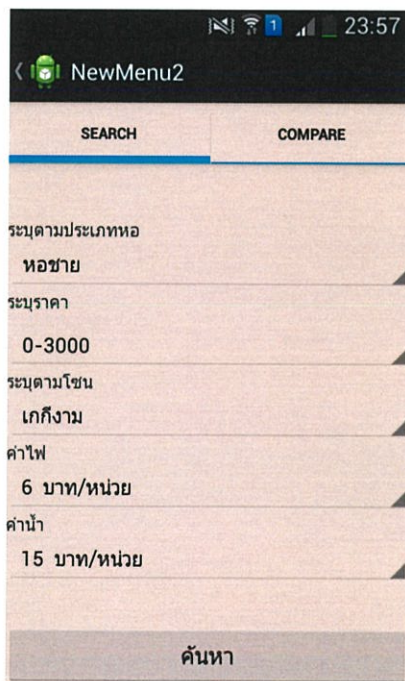 1 23:57
NewMenu2
SEARCH COMPARE
ระบุตามประเภทหอ
หอชาย
ระบุราคา
0-3000
ระบุตามโซน
เกกีงาม
ค่าไฟ
6 บาท/หน่วย
ค่าน้ำ
15 บาท/หน่วย
ค้นหา